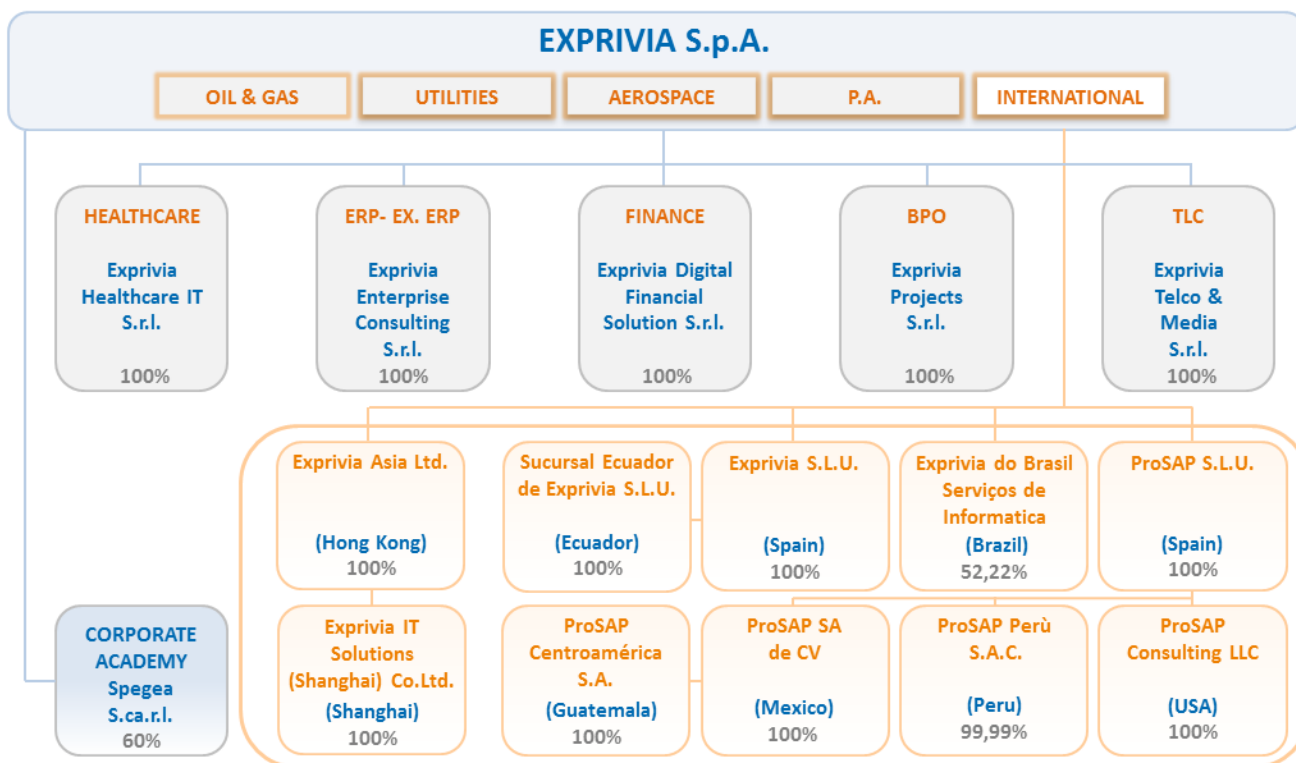 EXPRIVIA S.p.A.
OIL & GAS
UTILITIES
AEROSPACE
P.A.
INTERNATIONAL
HEALTHCARE
Exprivia
Healthcare IT
S.r.l.
100%
ERP- EX. ERP
Exprivia
Enterprise
Consulting
S.r.l.
100%
FINANCE
Exprivia Digital
Financial
Solution S.r.l.
100%
BPO
Exprivia
Projects
S.r.l.
100%
TLC
Exprivia
Telco &
Media
S.r.l.
100%
Exprivia Asia Ltd.
(Hong Kong)
100%
Sucursal Ecuador
de Exprivia S.L.U.
(Ecuador)
100%
Exprivia S.L.U.
(Spain)
100%
Exprivia do Brasil
Serviços de
Informatica
(Brazil)
52,22%
ProSAP S.L.U.
(Spain)
100%
CORPORATE
ACADEMY
Spegea
S.ca.r.l.
60%
Exprivia IT
Solutions
(Shanghai) Co.Ltd.
(Shanghai)
100%
ProSAP
Centroamérica
S.A.
(Guatemala)
100%
ProSAP SA
de CV
(Mexico)
100%
ProSAP Perù
S.A.C.
(Peru)
99,99%
ProSAP
Consulting LLC
(USA)
100%